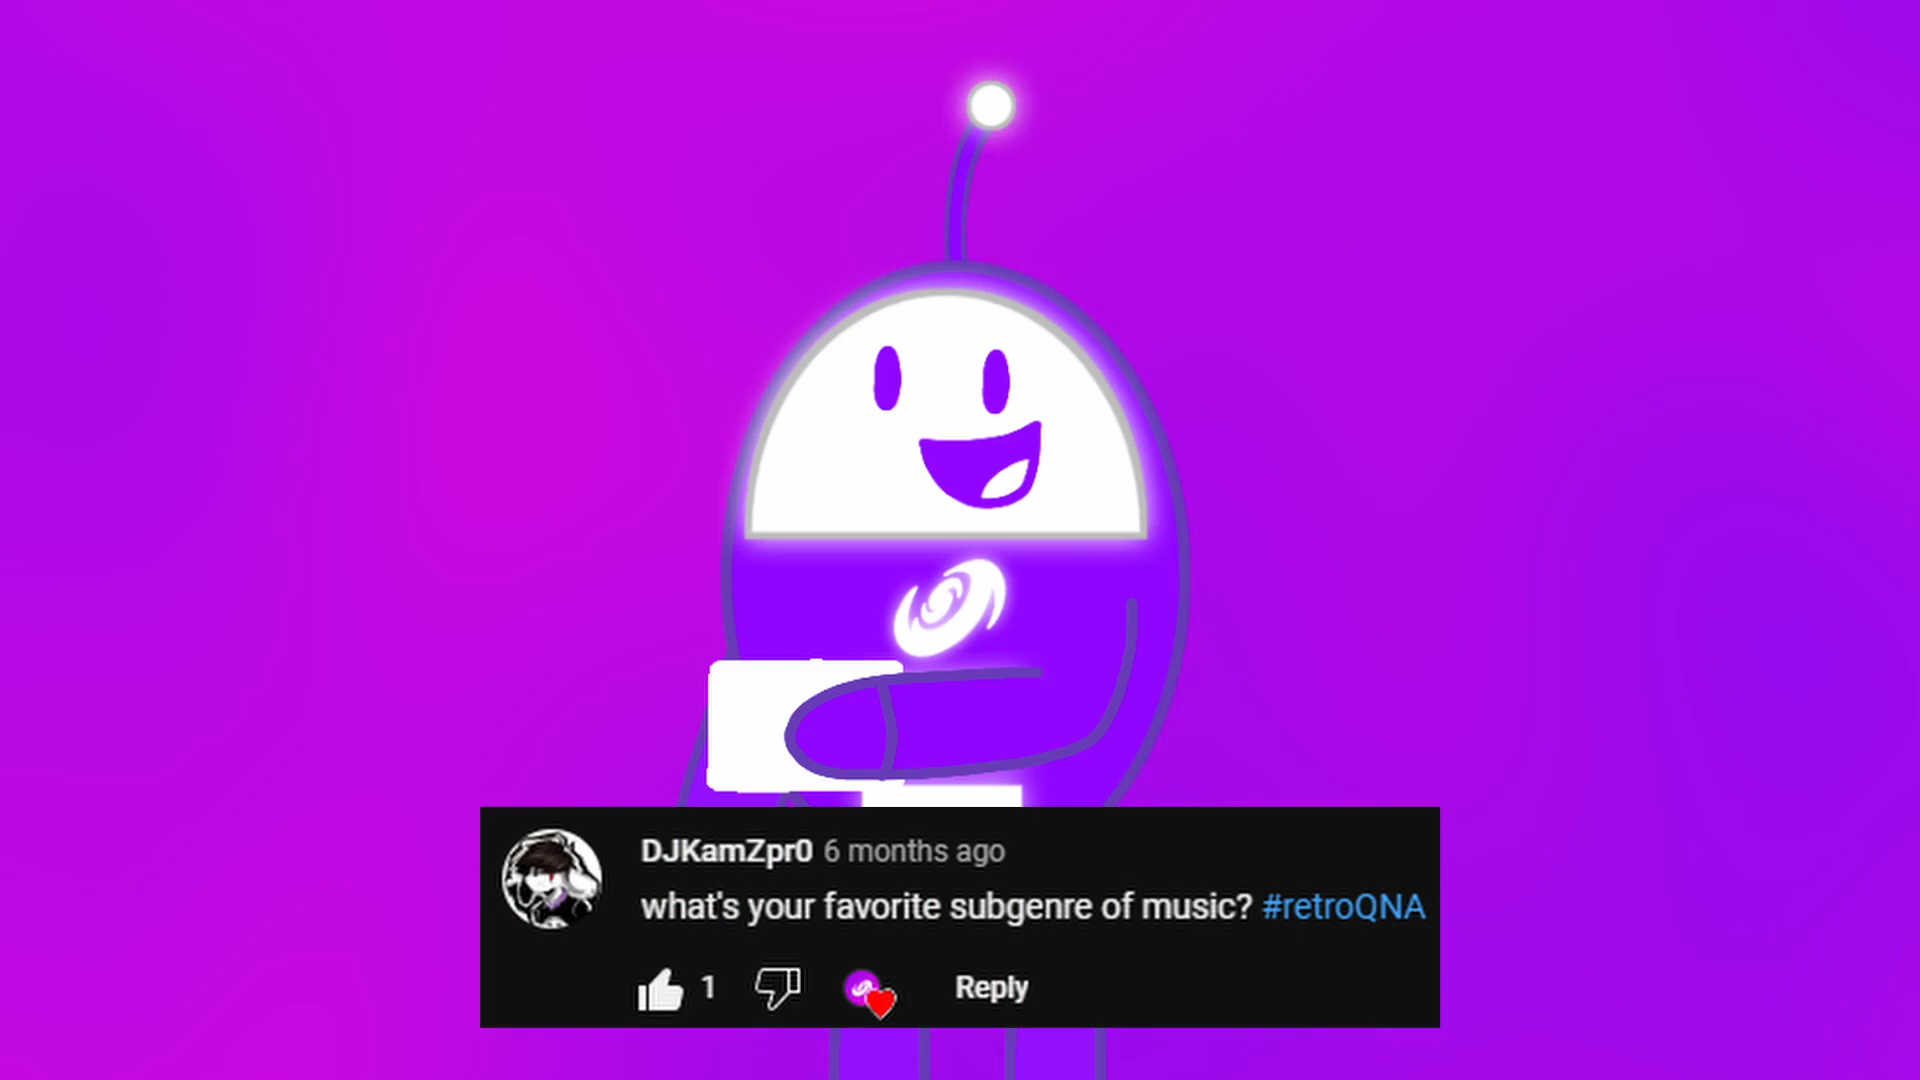 DJKamZpr0 6 months ago
what's your favorite subgenre of music? #retroQNA
1 Reply